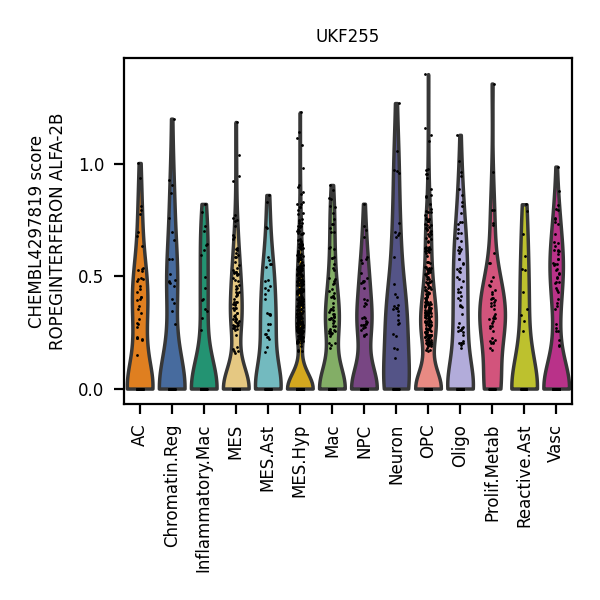 UKF255
CHEMBL4297819 score
ROPEGINTERFERON ALFA-2B
1.0
0.5
0.0
AC
Chromatin.Reg
Inflammatory.Mac
MES
MES.Ast
MES.Hyp
Mac
NPC
Neuron
OPC
Oligo
Prolif.Metab
Reactive.Ast
Vasc